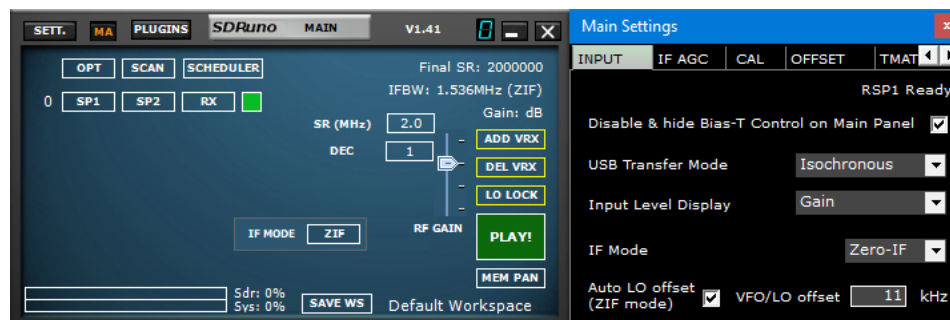 SETT.
MA
PLUGINS
SDRuno
MAIN
V1.41
OPT
SCAN
SCHEDULER
Final SR: 2000000
IFBW: 1.536MHz (ZIF)
Gain: dB
0
SP1
SP2
RX
SR (MHz)
2.0
DEC
1
ADD VRX
DEL VRX
LO LOCK
RF GAIN
PLAY!
IF MODE
ZIF
MEM PAN
Sdr: 0%
Sys: 0%
SAVE WS
Default Workspace
Main Settings
x
INPUT
IF AGC
CAL
OFFSET
TMAT
RSP1 Ready
Disable & hide Bias-T Control on Main Panel
USB Transfer Mode
Isochronous
Input Level Display
Gain
IF Mode
Zero-IF
Auto LO offset
(ZIF mode)
VFO/LO offset
11
kHz